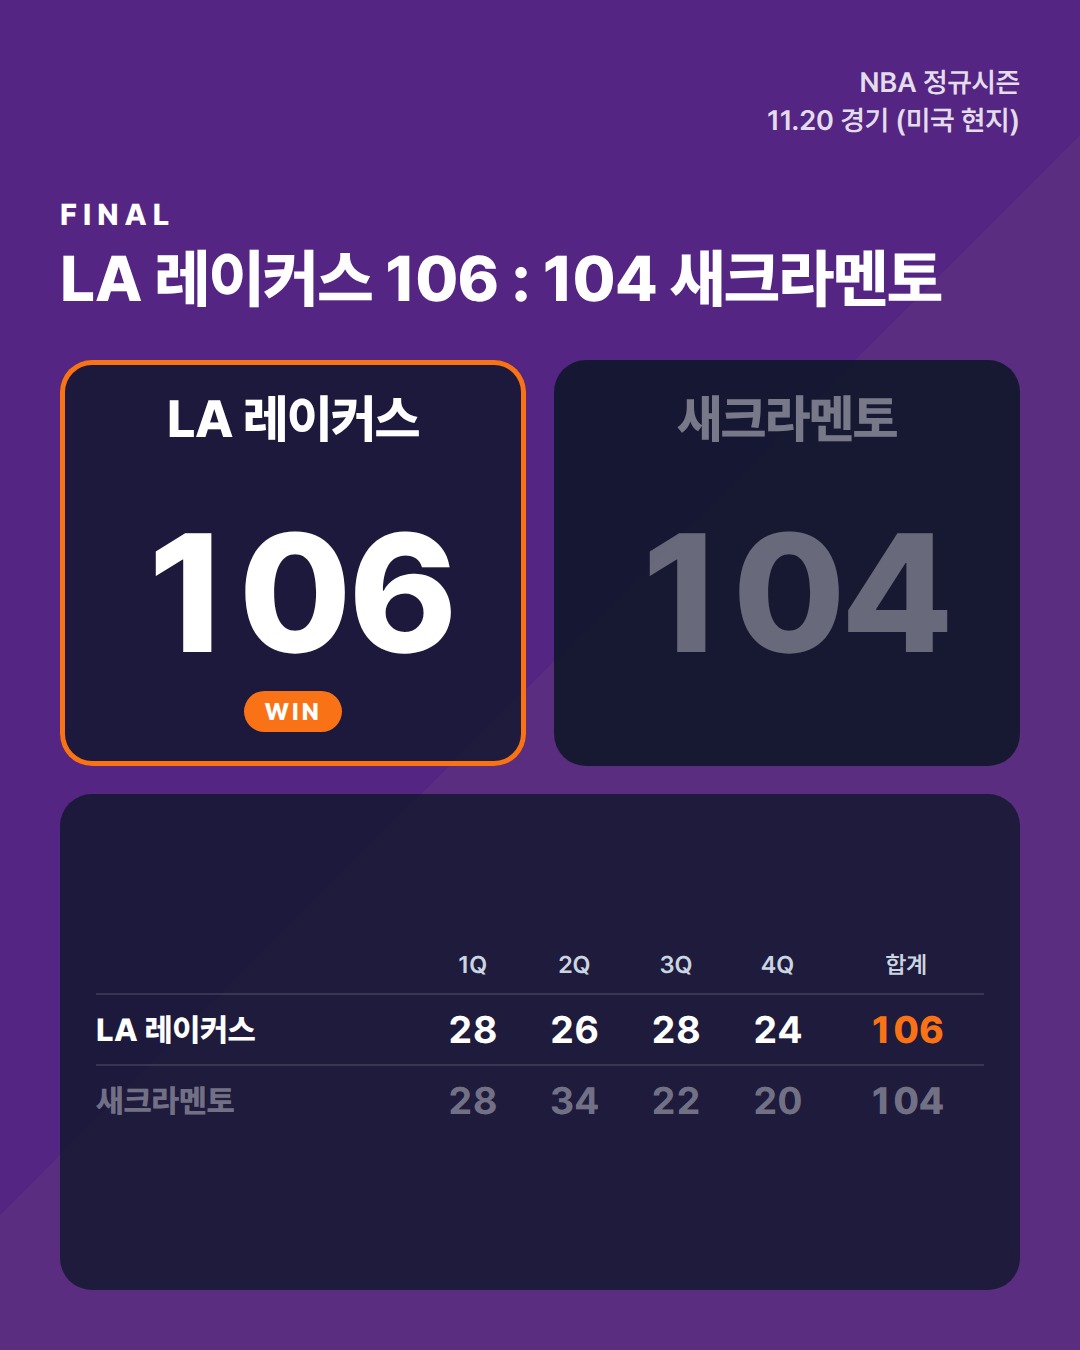 NBA 정규시즌
11.20 경기 (미국 현지)
FINAL
LA 레이커스 106 : 104 새크라멘토
LA 레이커스
106
WIN
새크라멘토
104
1Q 2Q 3Q 4Q 합계
LA 레이커스 28 26 28 24 106
새크라멘토 28 34 22 20 104